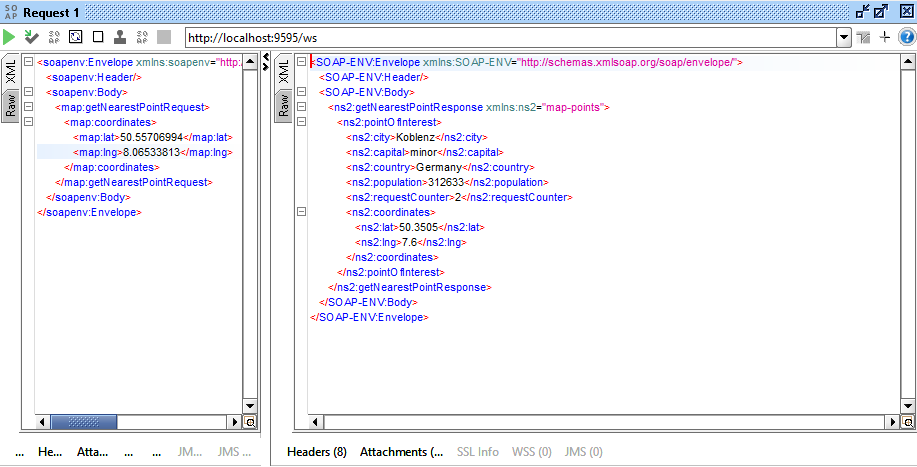 SO AP Request 1
http://localhost:9595/ws
XML
Raw
<soapenv:Envelope xmlns:soapenv="http:
<soapenv:Header/>
<soapenv:Body>
<map:getNearestPointRequest>
<map:coordinates>
<map:lat>50.55706994</map:lat>
<map:lng>8.06533813</map:lng>
</map:coordinates>
</map:getNearestPointRequest>
</soapenv:Body>
</soapenv:Envelope>
... He... Atta... ... ... JM... JMS ...
XML
Raw
<SOAP-ENV:Envelope xmlns:SOAP-ENV="http://schemas.xmlsoap.org/soap/envelope/">
<SOAP-ENV:Header/>
<SOAP-ENV:Body>
<ns2:getNearestPointResponse xmlns:ns2="map-points">
<ns2:pointOfInterest>
<ns2:city>Koblenz</ns2:city>
<ns2:capital>minor</ns2:capital>
<ns2:country>Germany</ns2:country>
<ns2:population>312633</ns2:population>
<ns2:requestCounter>2</ns2:requestCounter>
<ns2:coordinates>
<ns2:lat>50.3505</ns2:lat>
<ns2:lng>7.6</ns2:lng>
</ns2:coordinates>
</ns2:pointOfInterest>
</ns2:getNearestPointResponse>
</SOAP-ENV:Body>
</SOAP-ENV:Envelope>
Headers (8) Attachments (... SSL Info WSS (0) JMS (0)